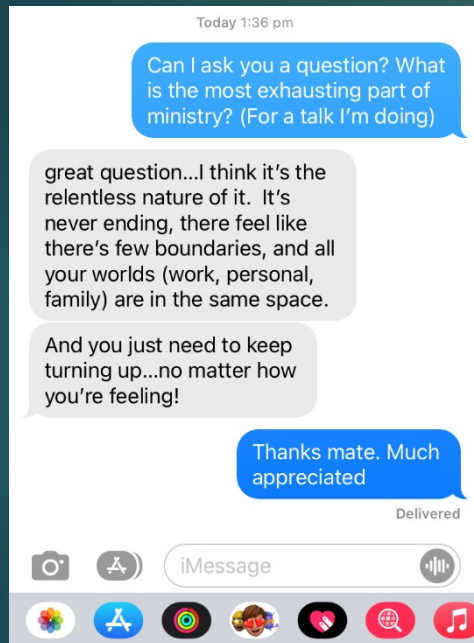 Today 1:36 pm
Can I ask you a question? What
is the most exhausting part of
ministry? (For a talk I'm doing)
great question...I think it's the
relentless nature of it.  It's
never ending, there feel like
there's few boundaries, and all
your worlds (work, personal,
family) are in the same space.
And you just need to keep
turning up...no matter how
you're feeling!
Thanks mate. Much
appreciated
Delivered
iMessage